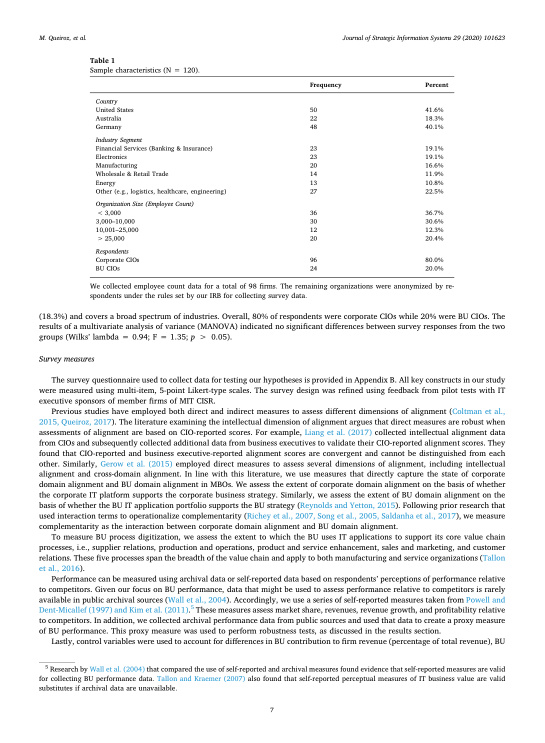 M. Queiroz, et al.
Journal of Strategic Information Systems 29 (2020) 101623
Table 1
Sample characteristics (N = 120).
Frequency Percent
Country
United States 50 41.6%
Australia 22 18.3%
Germany 48 40.1%
Industry Segment
Financial Services (Banking & Insurance) 23 19.1%
Electronics 23 19.1%
Manufacturing 20 16.6%
Wholesale & Retail Trade 14 11.9%
Energy 13 10.8%
Other (e.g., logistics, healthcare, engineering) 27 22.5%
Organization Size (Employee Count)
< 3,000 36 36.7%
3,000–10,000 30 30.6%
10,001–25,000 12 12.3%
> 25,000 20 20.4%
Respondents
Corporate CIOs 96 80.0%
BU CIOs 24 20.0%
We collected employee count data for a total of 98 firms. The remaining organizations were anonymized by re-
spondents under the rules set by our IRB for collecting survey data.
(18.3%) and covers a broad spectrum of industries. Overall, 80% of respondents were corporate CIOs while 20% were BU CIOs. The
results of a multivariate analysis of variance (MANOVA) indicated no significant differences between survey responses from the two
groups (Wilks' lambda = 0.94; F = 1.35; p > 0.05).
Survey measures
The survey questionnaire used to collect data for testing our hypotheses is provided in Appendix B. All key constructs in our study
were measured using multi-item, 5-point Likert-type scales. The survey design was refined using feedback from pilot tests with IT
executive sponsors of member firms of MIT CISR.
Previous studies have employed both direct and indirect measures to assess different dimensions of alignment (Coltman et al.,
2015, Queiroz, 2017). The literature examining the intellectual dimension of alignment argues that direct measures are robust when
assessments of alignment are based on CIO-reported scores. For example, Liang et al. (2017) collected intellectual alignment data
from CIOs and subsequently collected additional data from business executives to validate their CIO-reported alignment scores. They
found that CIO-reported and business executive-reported alignment scores are convergent and cannot be distinguished from each
other. Similarly, Gerow et al. (2015) employed direct measures to assess several dimensions of alignment, including intellectual
alignment and cross-domain alignment. In line with this literature, we use measures that directly capture the state of corporate
domain alignment and BU domain alignment in MBOs. We assess the extent of corporate domain alignment on the basis of whether
the corporate IT platform supports the corporate business strategy. Similarly, we assess the extent of BU domain alignment on the
basis of whether the BU IT application portfolio supports the BU strategy (Reynolds and Yetton, 2015). Following prior research that
used interaction terms to operationalize complementarity (Richey et al., 2007, Song et al., 2005, Saldanha et al., 2017), we measure
complementarity as the interaction between corporate domain alignment and BU domain alignment.
To measure BU process digitization, we assess the extent to which the BU uses IT applications to support its core value chain
processes, i.e., supplier relations, production and operations, product and service enhancement, sales and marketing, and customer
relations. These five processes span the breadth of the value chain and apply to both manufacturing and service organizations (Tallon
et al., 2016).
Performance can be measured using archival data or self-reported data based on respondents' perceptions of performance relative
to competitors. Given our focus on BU performance, data that might be used to assess performance relative to competitors is rarely
available in public archival sources (Wall et al., 2004). Accordingly, we use a series of self-reported measures taken from Powell and
Dent-Micallef (1997) and Kim et al. (2011).5 These measures assess market share, revenues, revenue growth, and profitability relative
to competitors. In addition, we collected archival performance data from public sources and used that data to create a proxy measure
of BU performance. This proxy measure was used to perform robustness tests, as discussed in the results section.
Lastly, control variables were used to account for differences in BU contribution to firm revenue (percentage of total revenue), BU
5 Research by Wall et al. (2004) that compared the use of self-reported and archival measures found evidence that self-reported measures are valid
for collecting BU performance data. Tallon and Kraemer (2007) also found that self-reported perceptual measures of IT business value are valid
substitutes if archival data are unavailable.
7